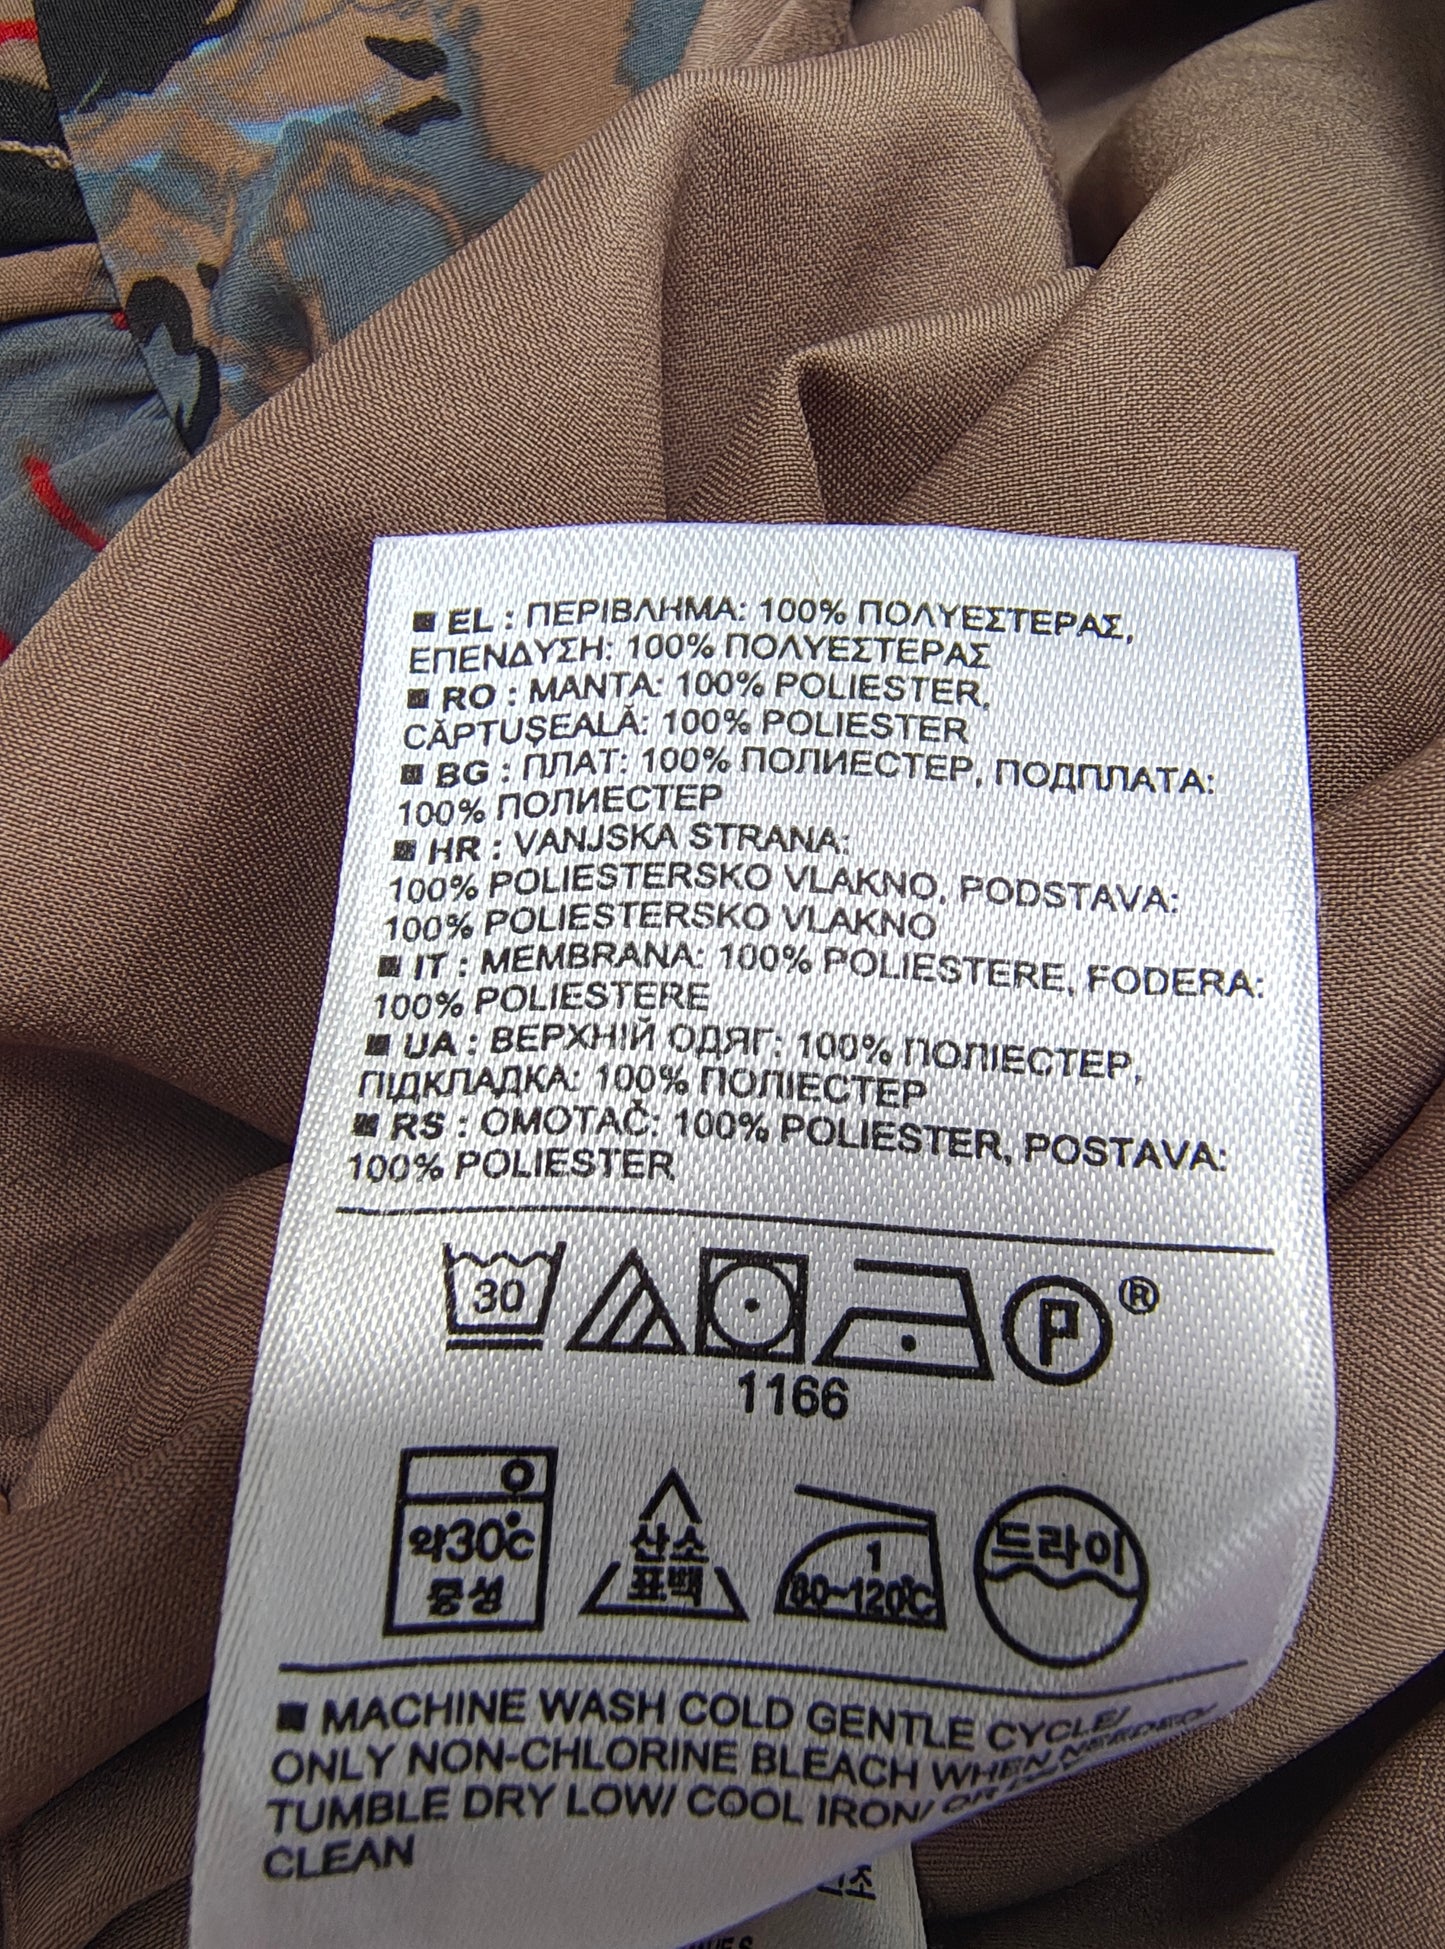 ■ EL : ΠΕΡΙΒΛΗΜΑ: 100% ΠΟΛΥΕΣΤΕΡΑΣ,
ΕΠΕΝΔΥΣΗ: 100% ΠΟΛΥΕΣΤΕΡΑΣ
■ RO : MANTA: 100% POLIESTER,
CĂPTUȘEALĂ: 100% POLIESTER
■ BG : ПЛАТ: 100% ПОЛИЕСТЕР, ПОДПЛАТА:
100% ПОЛИЕСТЕР
■ HR : VANJSKA STRANA:
100% POLIESTERSKO VLAKNO, PODSTAVA:
100% POLIESTERSKO VLAKNO
■ IT : MEMBRANA: 100% POLIESTERE, FODERA:
100% POLIESTERE
■ UA : ВЕРХНІЙ ОДЯГ: 100% ПОЛІЕСТЕР,
ПІДКЛАДКА: 100% ПОЛІЕСТЕР
■ RS : OMOTAČ: 100% POLIESTER, POSTAVA:
100% POLIESTER
30 P ®
1166
약30℃ 산소 1 드라이
중성 표백 80~120℃
■ MACHINE WASH COLD GENTLE CYCLE/
ONLY NON-CHLORINE BLEACH WHEN NEEDED/
TUMBLE DRY LOW/ COOL IRON/ OR
CLEAN